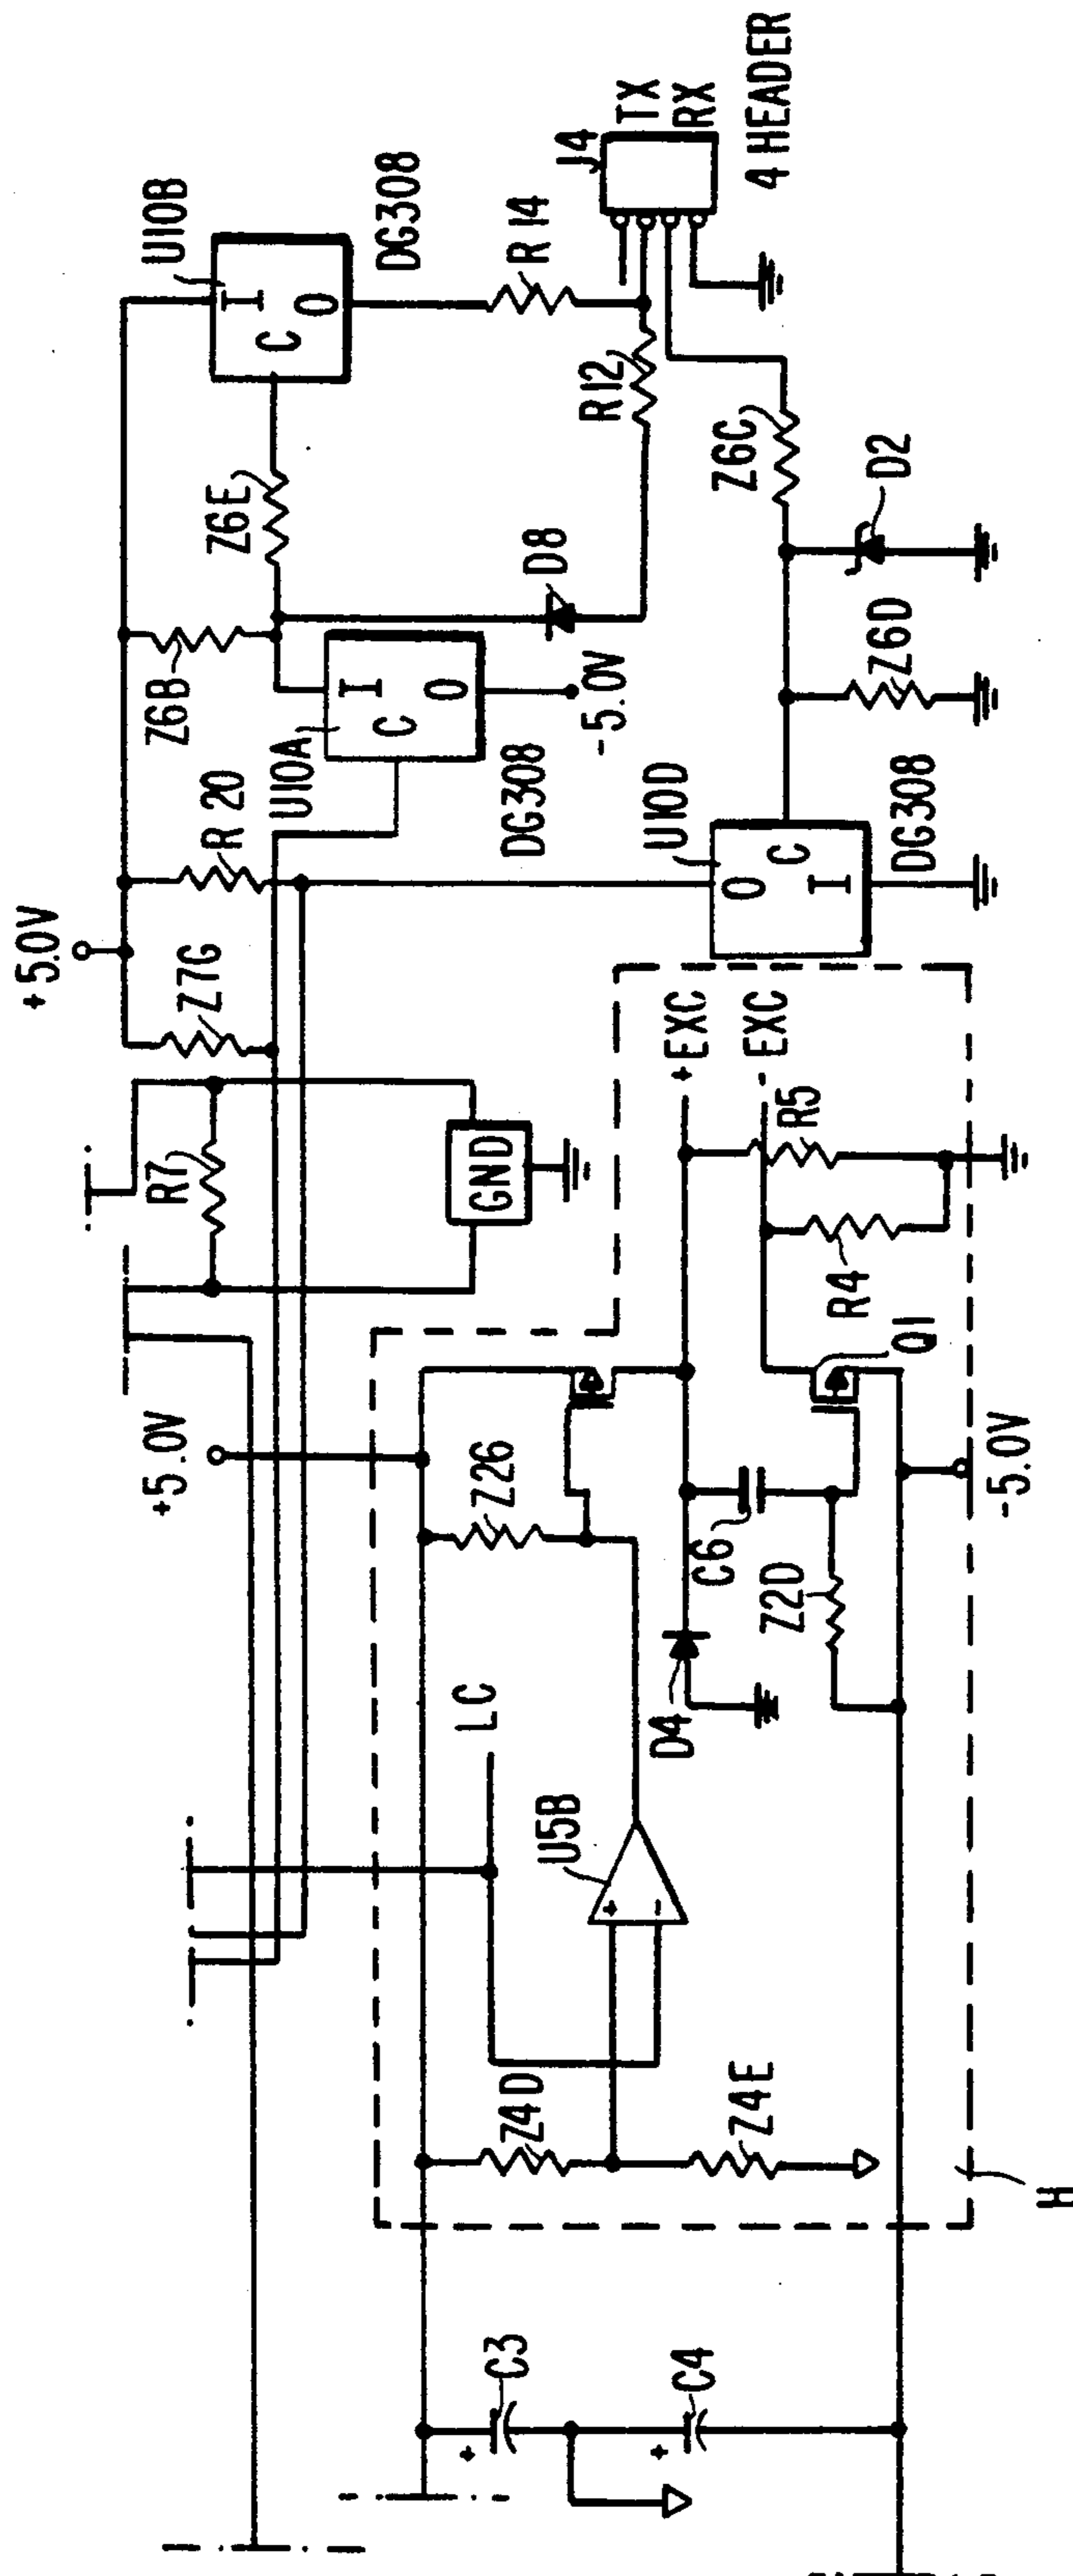 +5.0V
U10B
I
C
O
DG308
Z6E
Z6B
R 20
Z7G
R7
GND
U10A
I
C
O
DG308
-5.0V
D8
R12
R 14
J4
TX
RX
4 HEADER
Z6C
D2
Z6D
U10D
O
C
I
DG308
+5.0V
Z26
+EXC
-EXC
R5
R4
Q1
-5.0V
C6
Z2D
D4
LC
U5B
+
-
Z4D
Z4E
H
+
C3
+
C4